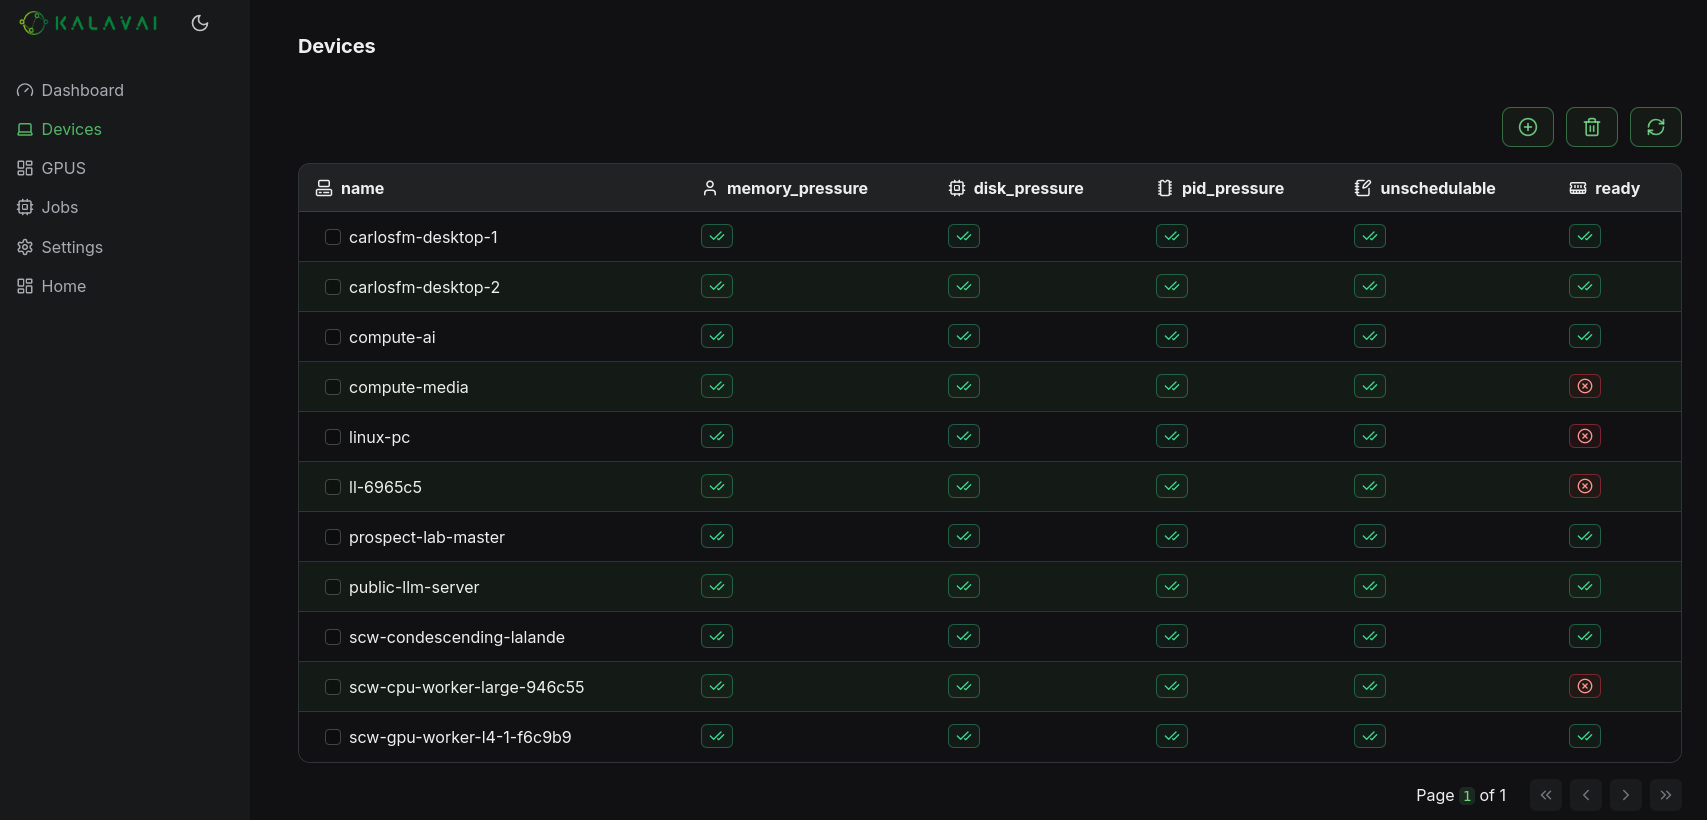 KALAVAI
Dashboard
Devices
GPUS
Jobs
Settings
Home
Devices
name memory_pressure disk_pressure pid_pressure unschedulable ready
carlosfm-desktop-1
carlosfm-desktop-2
compute-ai
compute-media
linux-pc
ll-6965c5
prospect-lab-master
public-llm-server
scw-condescending-lalande
scw-cpu-worker-large-946c55
scw-gpu-worker-l4-1-f6c9b9
Page 1 of 1